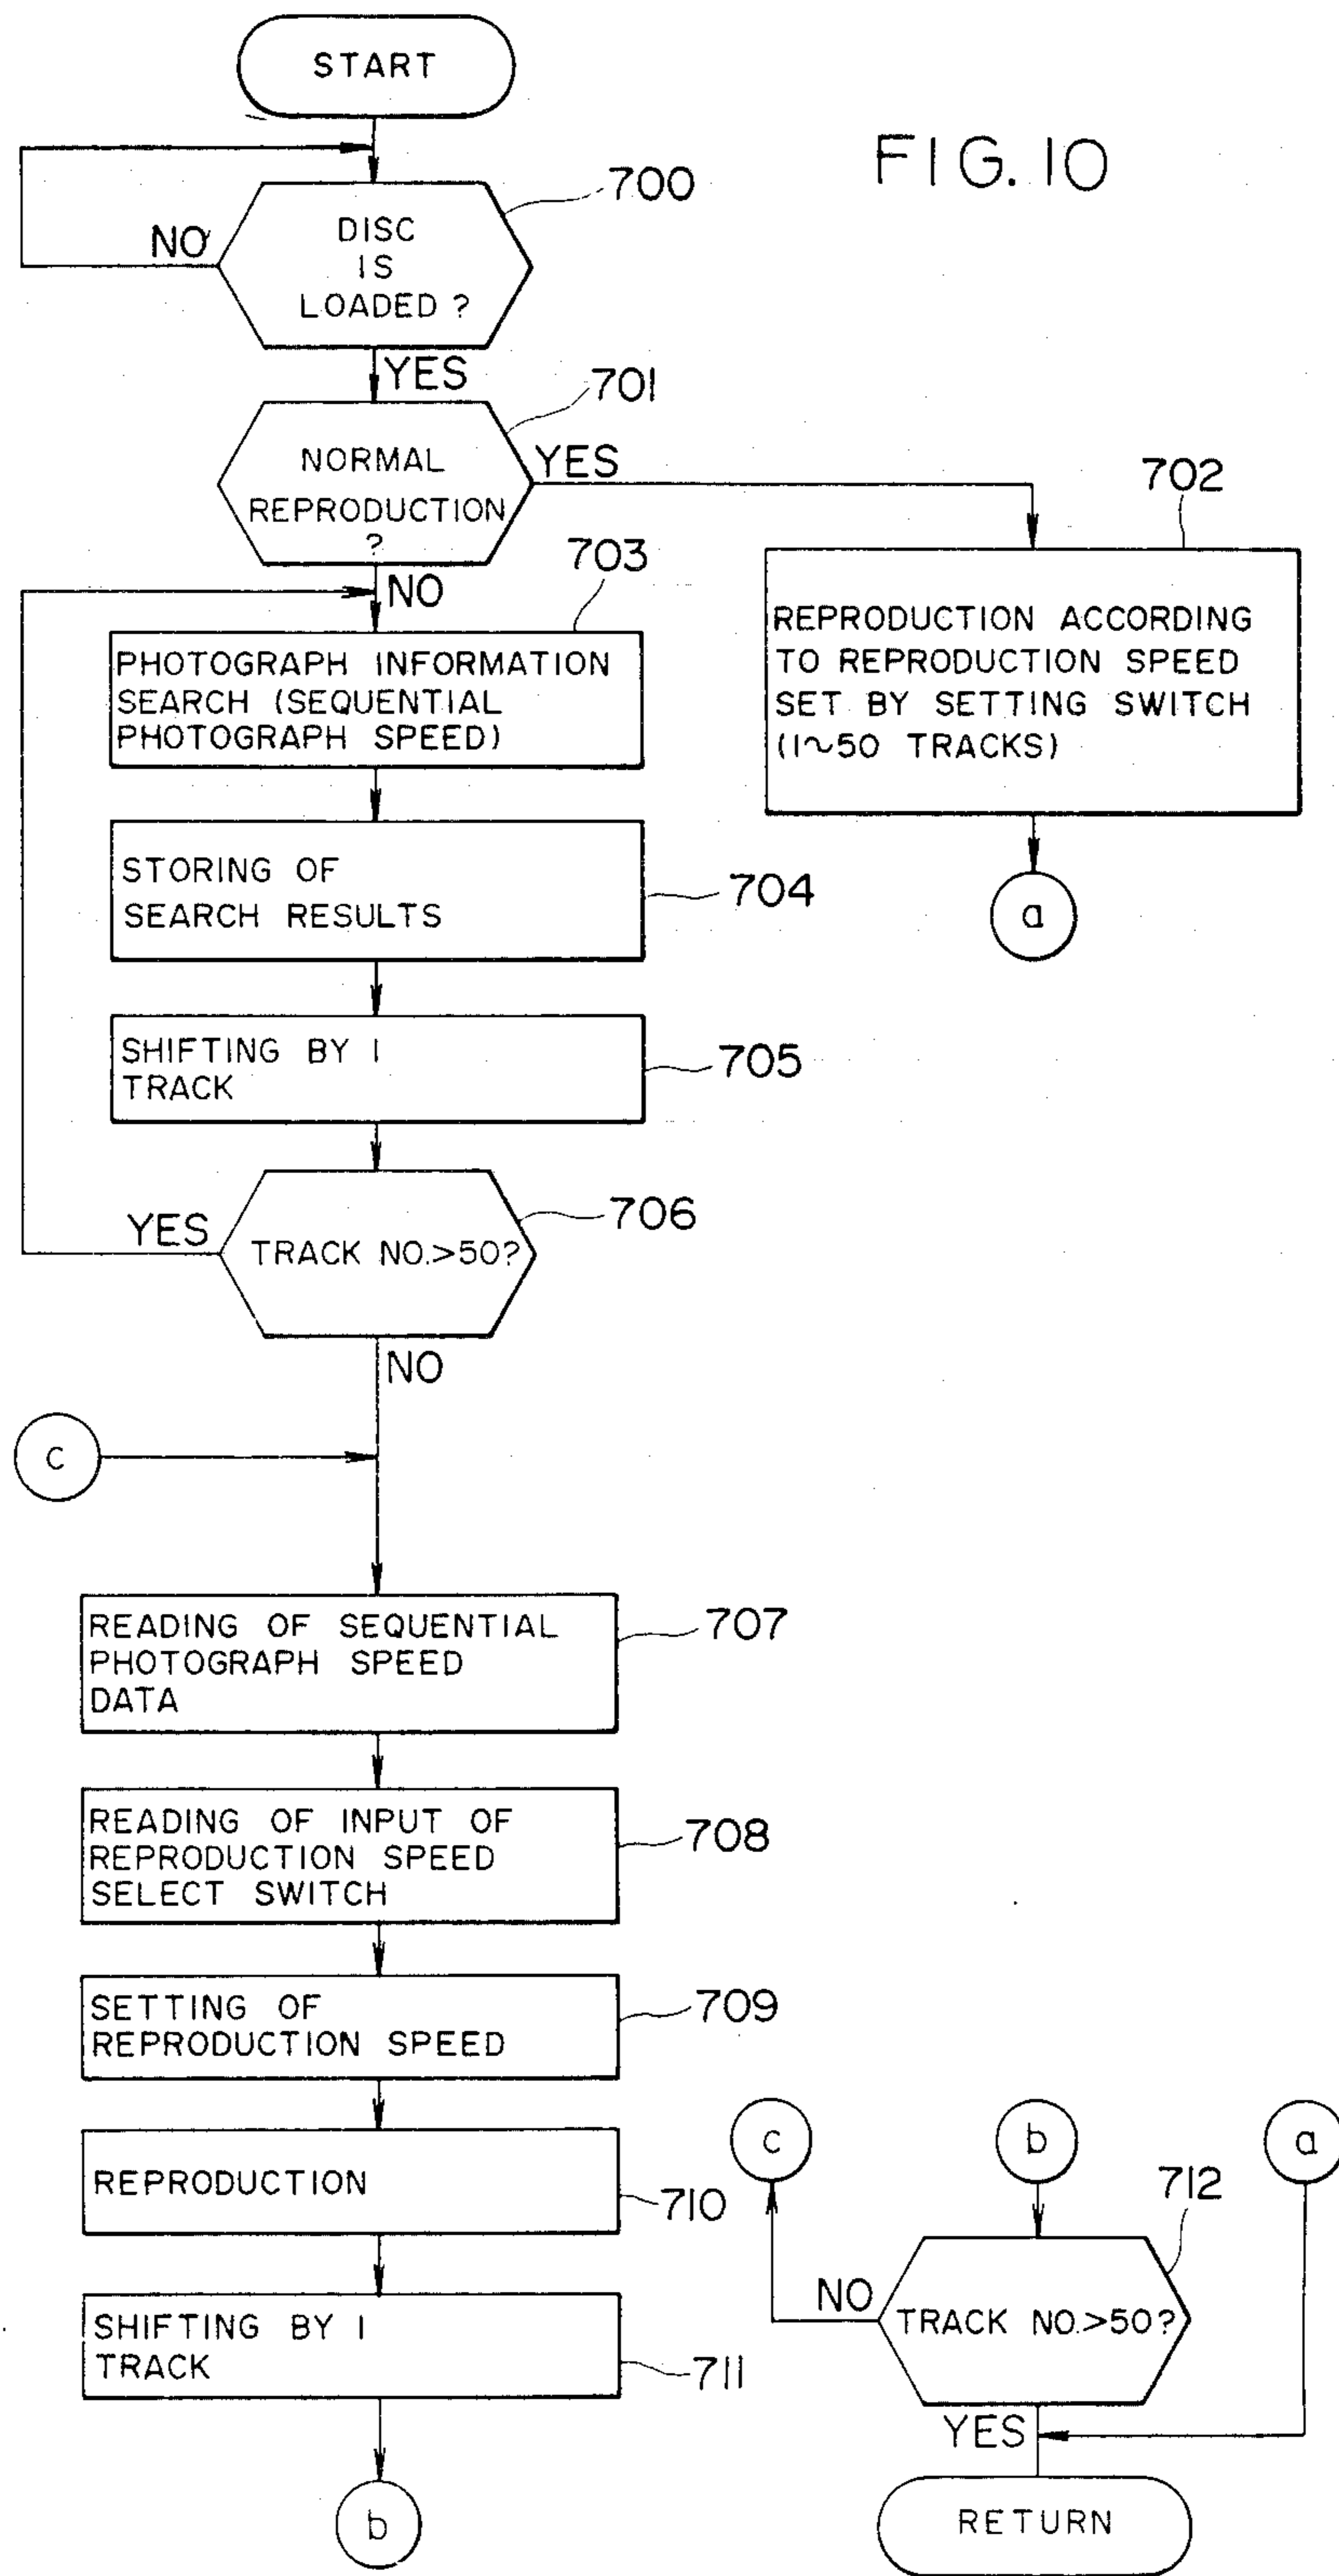 START
FIG. 10
700
DISC
IS
LOADED ?
NO
YES
701
NORMAL
REPRODUCTION
?
YES
NO
702
REPRODUCTION ACCORDING
TO REPRODUCTION SPEED
SET BY SETTING SWITCH
(1~50 TRACKS)
a
703
PHOTOGRAPH INFORMATION
SEARCH (SEQUENTIAL
PHOTOGRAPH SPEED)
STORING OF
SEARCH RESULTS
704
SHIFTING BY 1
TRACK
705
706
YES
TRACK NO.>50?
NO
c
READING OF SEQUENTIAL
PHOTOGRAPH SPEED
DATA
707
READING OF INPUT OF
REPRODUCTION SPEED
SELECT SWITCH
708
SETTING OF
REPRODUCTION SPEED
709
REPRODUCTION
710
SHIFTING BY 1
TRACK
711
b
c
b
a
712
NO
TRACK NO.>50?
YES
RETURN